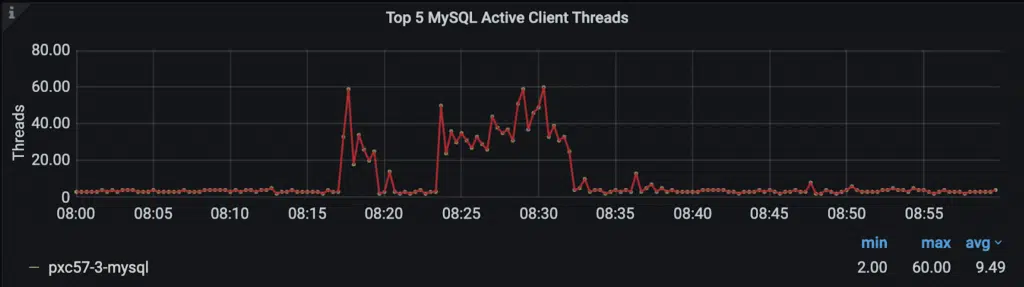 i
Top 5 MySQL Active Client Threads
Threads
80.00
60.00
40.00
20.00
0
08:00 08:05 08:10 08:15 08:20 08:25 08:30 08:35 08:40 08:45 08:50 08:55
min max avg
pxc57-3-mysql 2.00 60.00 9.49